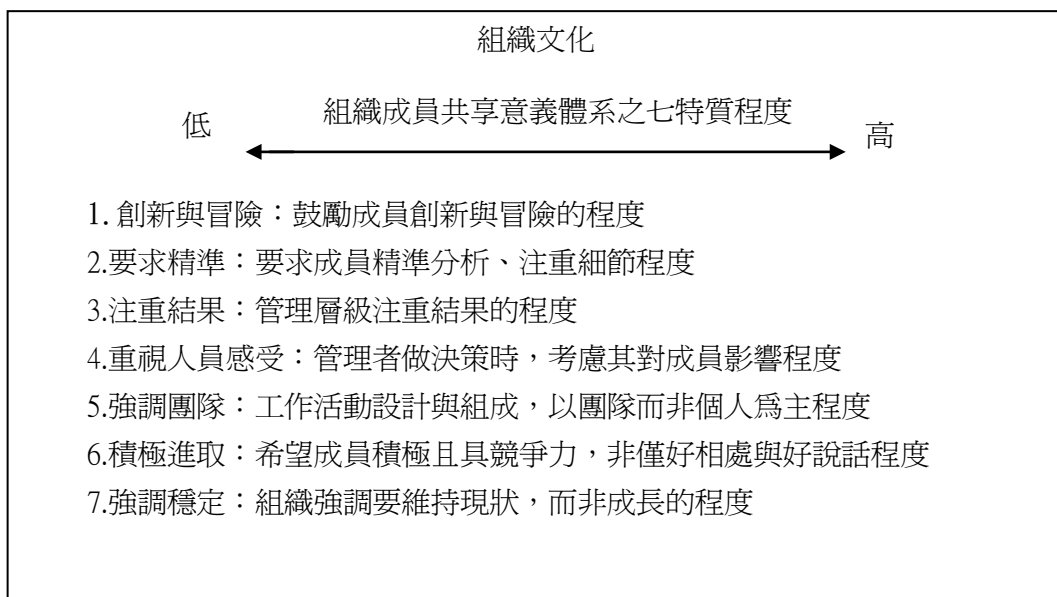 組織文化
組織成員共享意義體系之七特質程度
低
高
1. 創新與冒險：鼓勵成員創新與冒險的程度
2.要求精準：要求成員精準分析、注重細節程度
3.注重結果：管理層級注重結果的程度
4.重視人員感受：管理者做決策時，考慮其對成員影響程度
5.強調團隊：工作活動設計與組成，以團隊而非個人為主程度
6.積極進取：希望成員積極且具競爭力，非僅好相處與好說話程度
7.強調穩定：組織強調要維持現狀，而非成長的程度